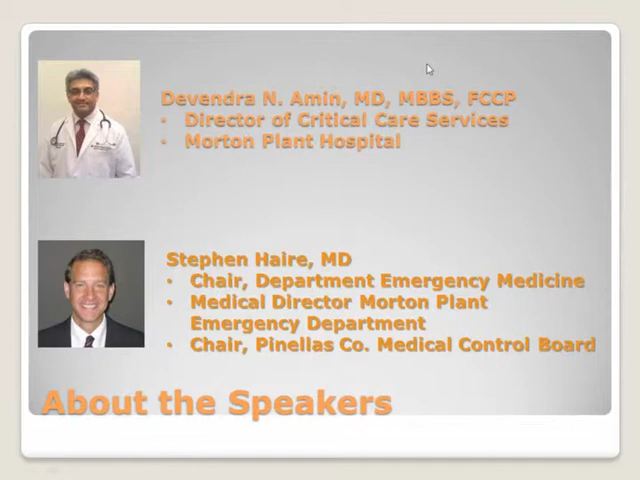 Devendra N. Amin, MD, MBBS, FCCP
• Director of Critical Care Services
• Morton Plant Hospital
Stephen Haire, MD
• Chair, Department Emergency Medicine
• Medical Director Morton Plant
Emergency Department
• Chair, Pinellas Co. Medical Control Board
About the Speakers